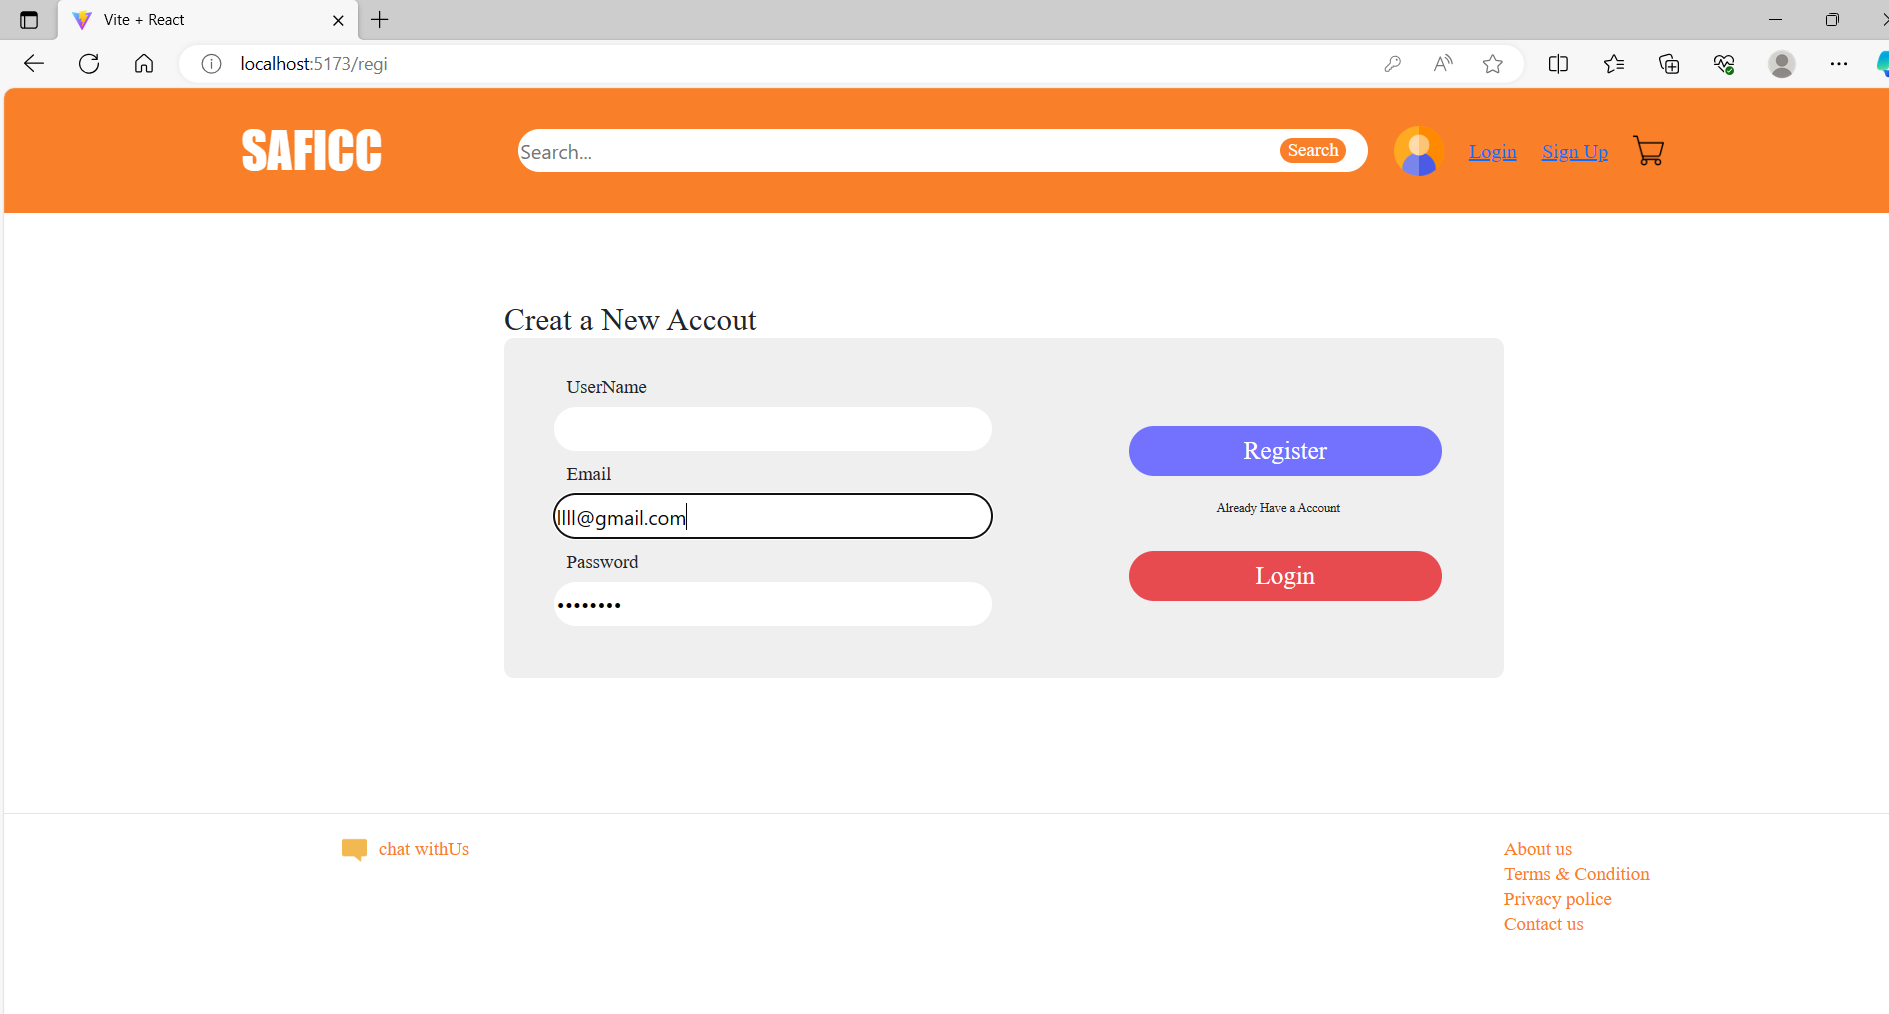 Vite + React
localhost:5173/regi
SAFICC
Search...
Search
Login
Sign Up
Creat a New Accout
UserName
Email
llll@gmail.com
Password
Register
Already Have a Account
Login
chat withUs
About us
Terms & Condition
Privacy police
Contact us